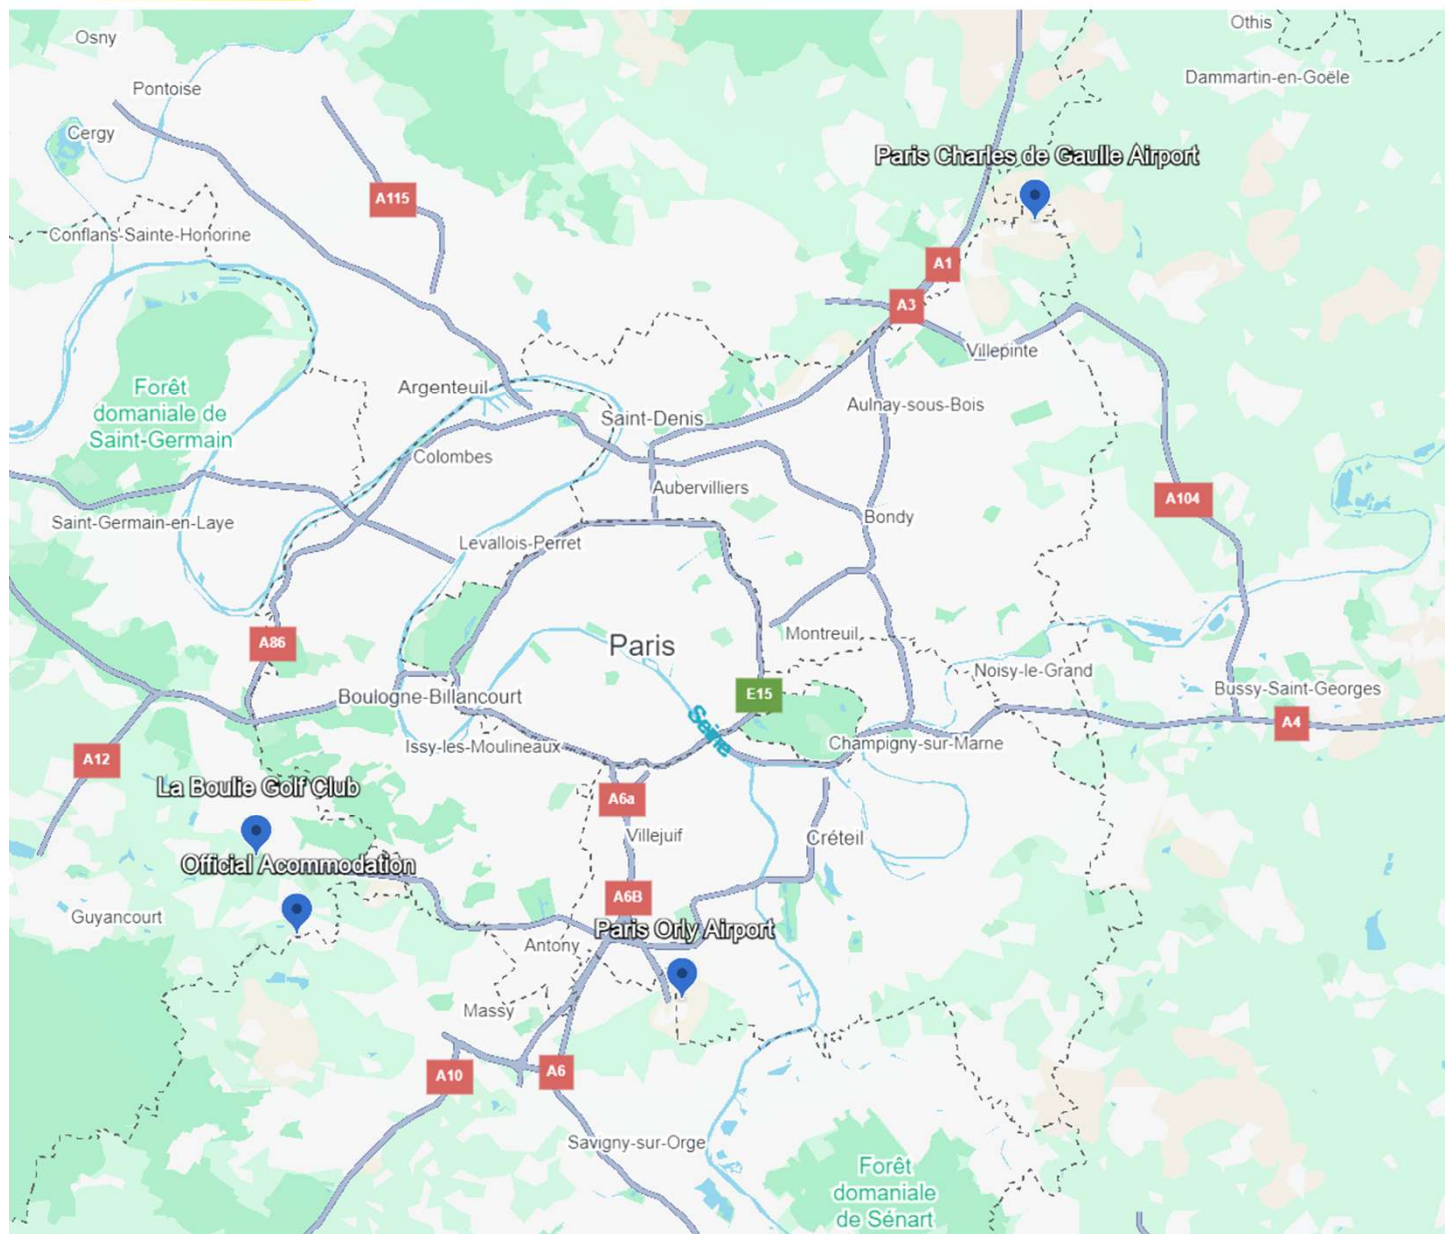 Othis
Osny
Dammartin-en-Goële
Pontoise
Cergy
Paris Charles de Gaulle Airport
A115
Conflans-Sainte-Honorine
A1
A3
Villepinte
Forêt
domaniale de
Saint-Germain
Argenteuil
Saint-Denis
Aulnay-sous-Bois
Colombes
Aubervilliers
A104
Saint-Germain-en-Laye
Bondy
Levallois-Perret
A86
Paris
Montreuil
Noisy-le-Grand
Boulogne-Billancourt
E15
Bussy-Saint-Georges
Seine
A4
Issy-les-Moulineaux
Champigny-sur-Marne
A12
La Boulie Golf Club
A6a
Villejuif
Créteil
Official Acommodation
A6B
Guyancourt
Paris Orly Airport
Antony
Massy
A10
A6
Savigny-sur-Orge
Forêt
domaniale
de Sénart